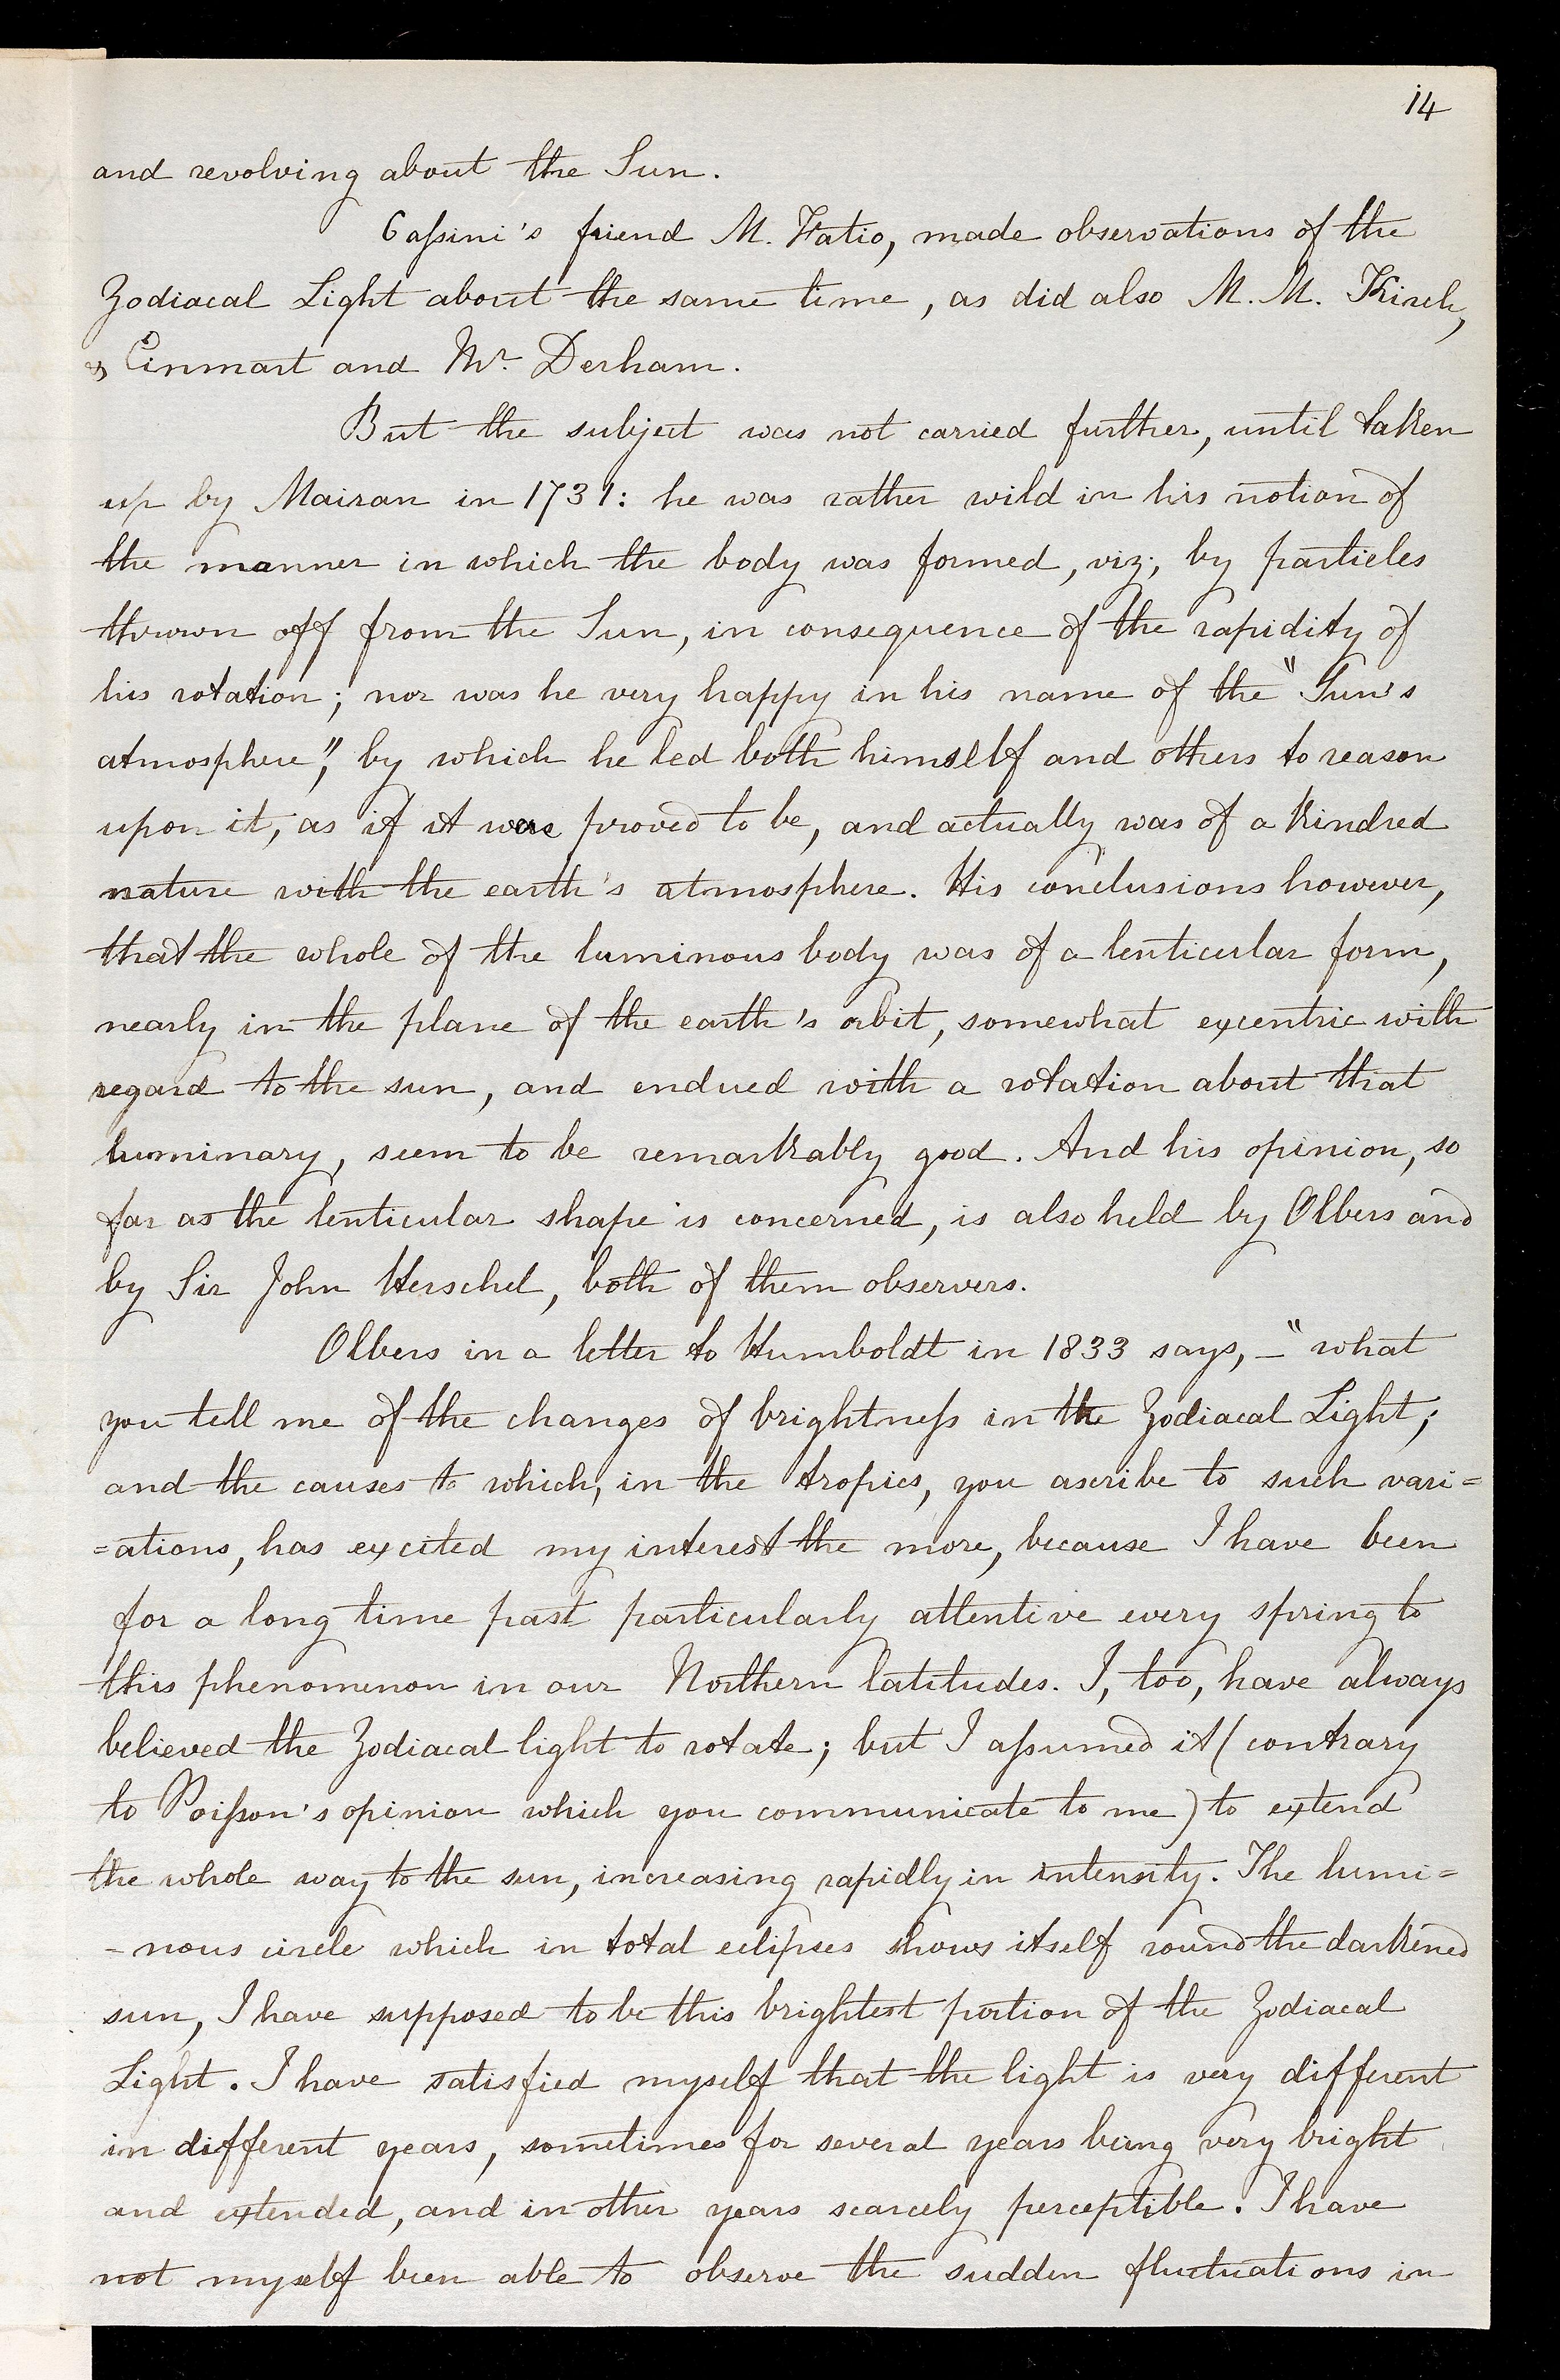 14
and revolving about the Sun.
Caſsini's friend M. Fatio, made observations of the
Zodiacal Light about the same time, as did also M. M. Kirch,
& Einmart and Mr. Derham.
But the subject was not carried further, until taken
up by Mairan in 1731: he was rather wild in his notion of
the manner in which the body was formed, viz; by particles
thrown off from the Sun, in consequence of the rapidity of
his rotation; nor was he very happy in his name of the "Sun's
atmosphere", by which he led both himself and others to reason
upon it, as if it were proved to be, and actually was of a kindred
nature with the earth's atmosphere. His conclusions however,
that the whole of the luminous body was of a lenticular form,
nearly in the plane of the earth's orbit, somewhat excentric with
regard to the sun, and endued with a rotation about that
luminary, seem to be remarkably good. And his opinion, so
far as the lenticular shape is concerned, is also held by Olbers and
by Sir John Herschel, both of them observers.
Olbers in a letter to Humboldt in 1833 says, – "what
you tell me of the changes of brightneſs in the Zodiacal Light;
and the causes to which, in the tropics, you ascribe to such vari=
=ations, has excited my interest the more, because I have been
for a long time past particularly attentive every spring to
this phenomenon in our Northern latitudes. I, too, have always
believed the Zodiacal light to rotate; but I aſsumed it (contrary
to Poiſson's opinion which you communicate to me) to extend
the whole way to the sun, increasing rapidly in intensity. The lumi=
=nous circle which in total eclipses shows itself round the darkened
sun, I have supposed to be this brightest portion of the Zodiacal
Light. I have satisfied myself that the light is very different
in different years, sometimes for several years being very bright
and extended, and in other years scarcely perceptible. I have
not myself been able to observe the sudden fluctuations in